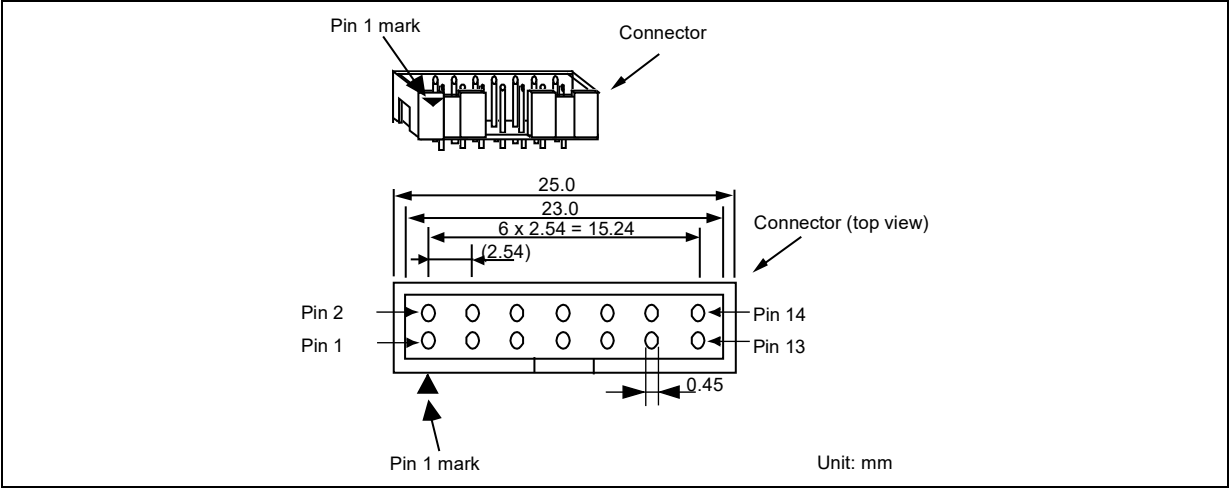 Pin 1 mark
Connector
25.0
23.0
6 x 2.54 = 15.24
(2.54)
Connector (top view)
Pin 2
Pin 14
Pin 1
Pin 13
0.45
Pin 1 mark
Unit: mm